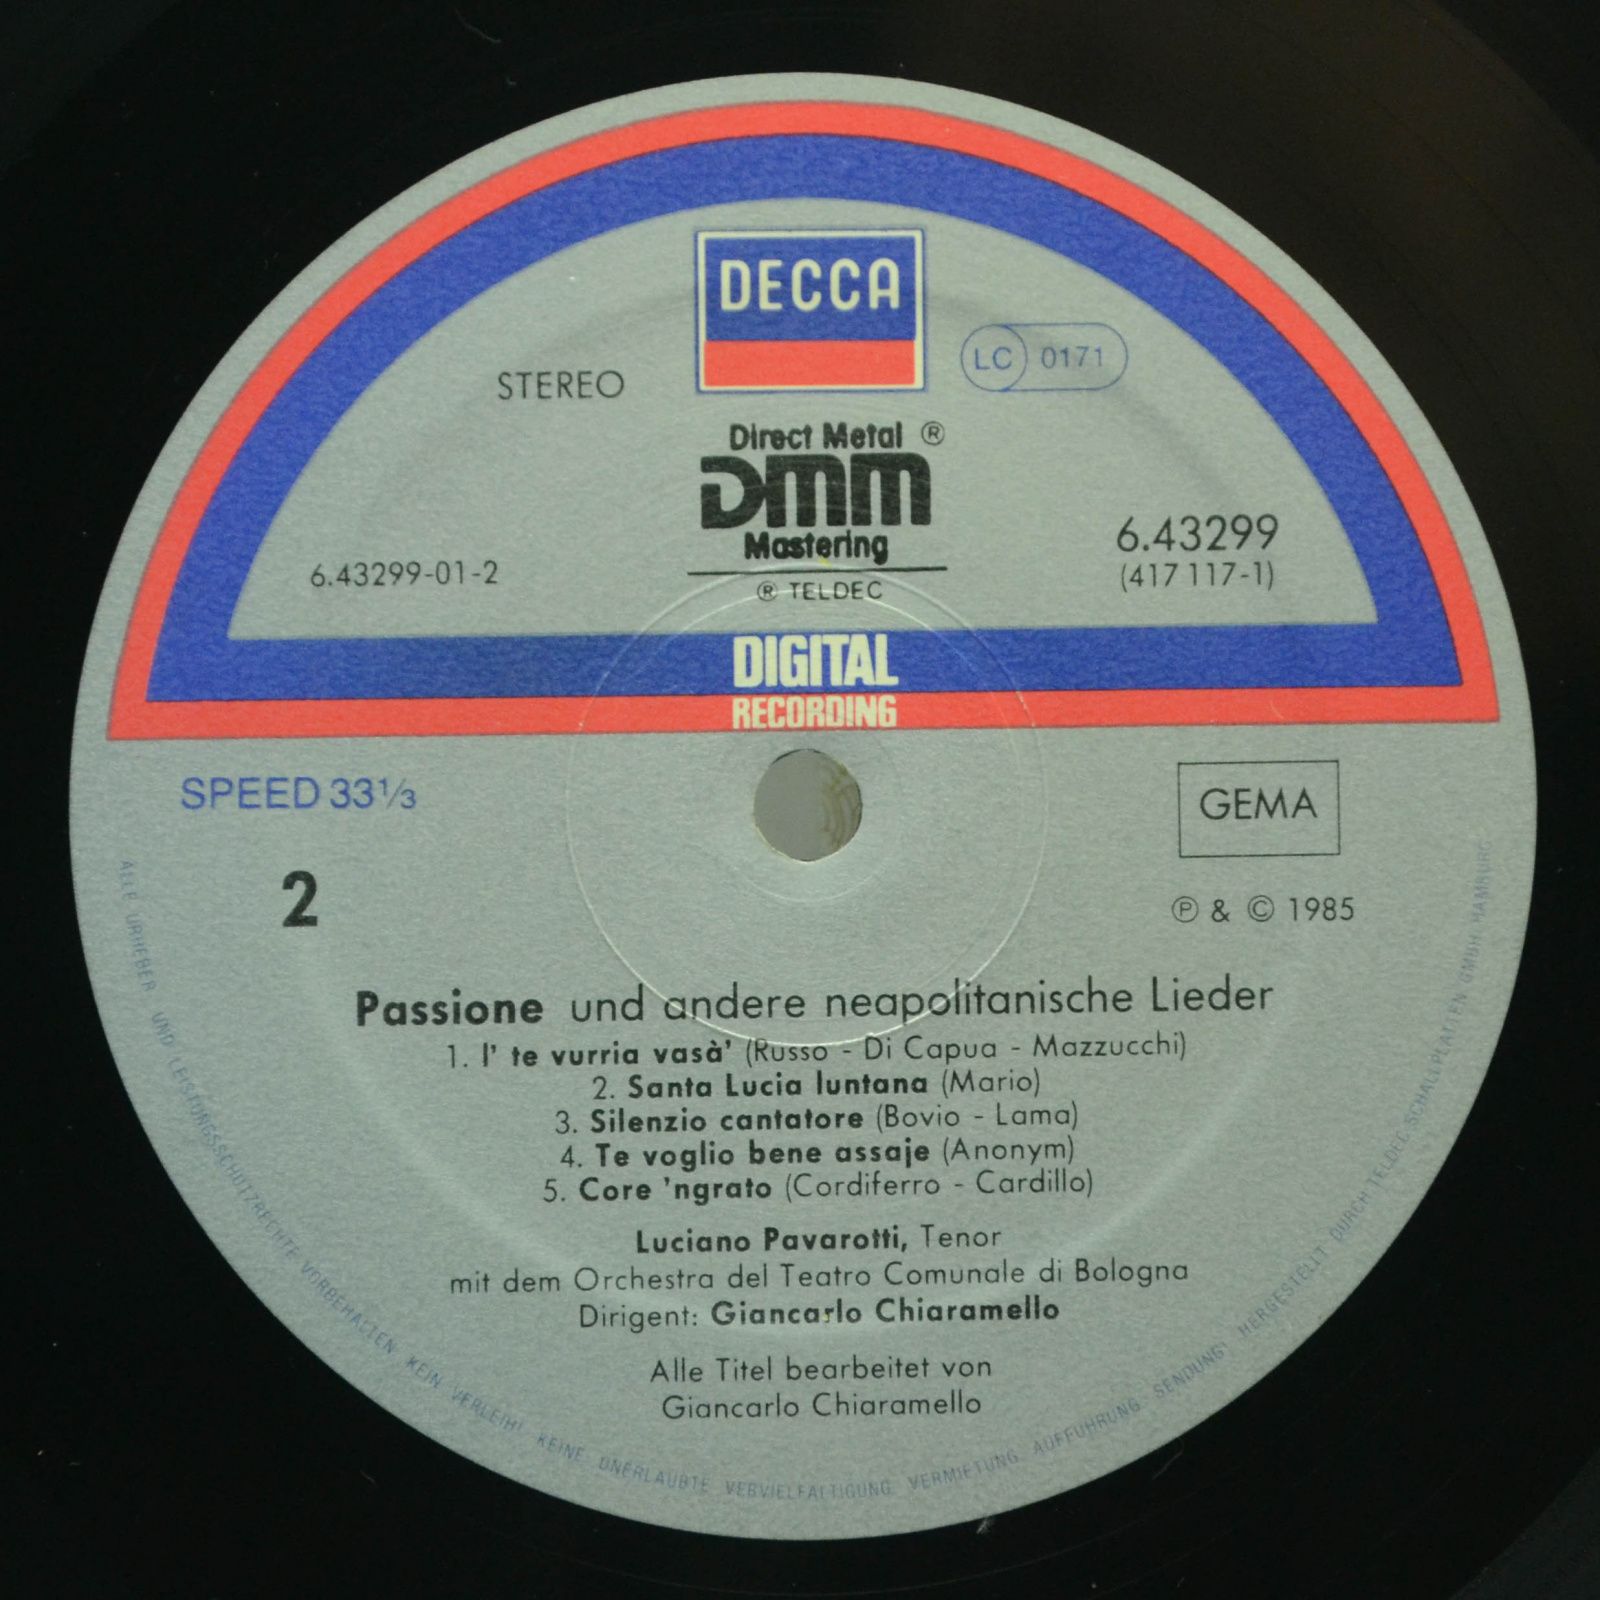 DECCA
STEREO
LC 0171
Direct Metal ®
DMM
Mastering
® TELDEC
6.43299-01-2
6.43299
(417 117-1)
DIGITAL
RECORDING
SPEED 33⅓
GEMA
2
℗ & © 1985
Passione und andere neapolitanische Lieder
1. I' te vurria vasà' (Russo - Di Capua - Mazzucchi)
2. Santa Lucia luntana (Mario)
3. Silenzio cantatore (Bovio - Lama)
4. Te voglio bene assaje (Anonym)
5. Core 'ngrato (Cordiferro - Cardillo)
Luciano Pavarotti, Tenor
mit dem Orchestra del Teatro Comunale di Bologna
Dirigent: Giancarlo Chiaramello
Alle Titel bearbeitet von
Giancarlo Chiaramello
ALLE URHEBER UND LEISTUNGSSCHUTZRECHTE VORBEHALTEN KEIN VERLEIH! KEINE UNERLAUBTE VERVIELFÄLTIGUNG VERMIETUNG AUFFÜHRUNG SENDUNG! HERGESTELLT DURCH TELDEC SCHALLPLATTEN GMBH HAMBURG